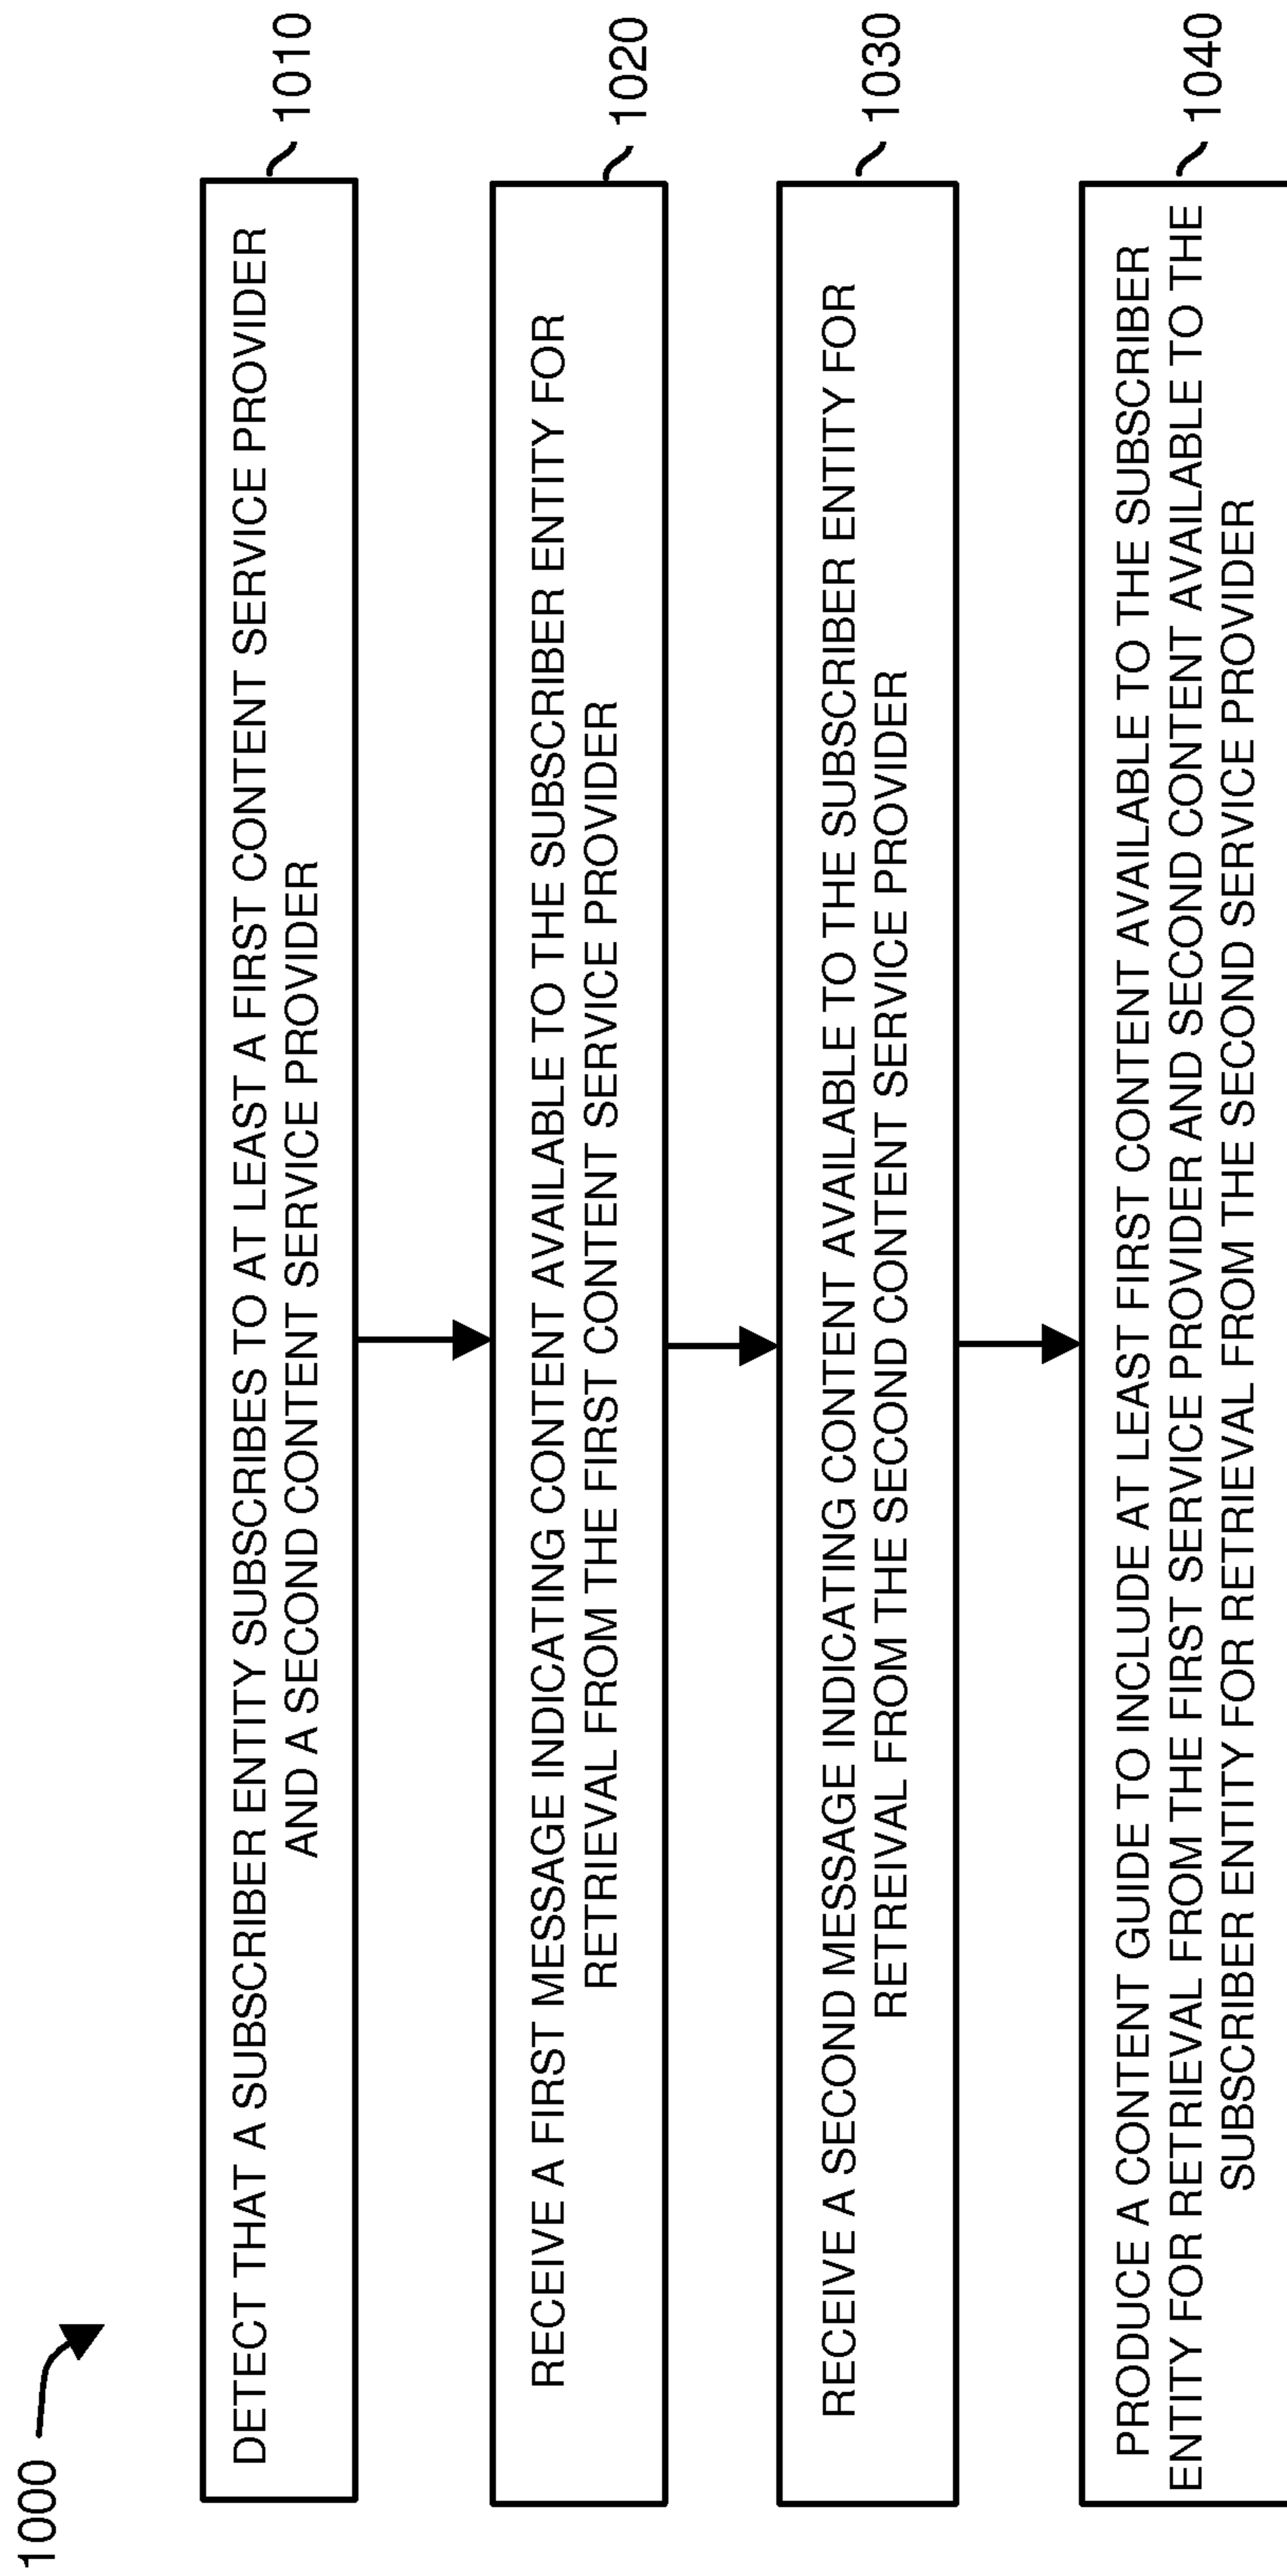 1000
DETECT THAT A SUBSCRIBER ENTITY SUBSCRIBES TO AT LEAST A FIRST CONTENT SERVICE PROVIDER
AND A SECOND CONTENT SERVICE PROVIDER
1010
RECEIVE A FIRST MESSAGE INDICATING CONTENT AVAILABLE TO THE SUBSCRIBER ENTITY FOR
RETRIEVAL FROM THE FIRST CONTENT SERVICE PROVIDER
1020
RECEIVE A SECOND MESSAGE INDICATING CONTENT AVAILABLE TO THE SUBSCRIBER ENTITY FOR
RETREIVAL FROM THE SECOND CONTENT SERVICE PROVIDER
1030
PRODUCE A CONTENT GUIDE TO INCLUDE AT LEAST FIRST CONTENT AVAILABLE TO THE SUBSCRIBER
ENTITY FOR RETRIEVAL FROM THE FIRST SERVICE PROVIDER AND SECOND CONTENT AVAILABLE TO THE
SUBSCRIBER ENTITY FOR RETRIEVAL FROM THE SECOND SERVICE PROVIDER
1040